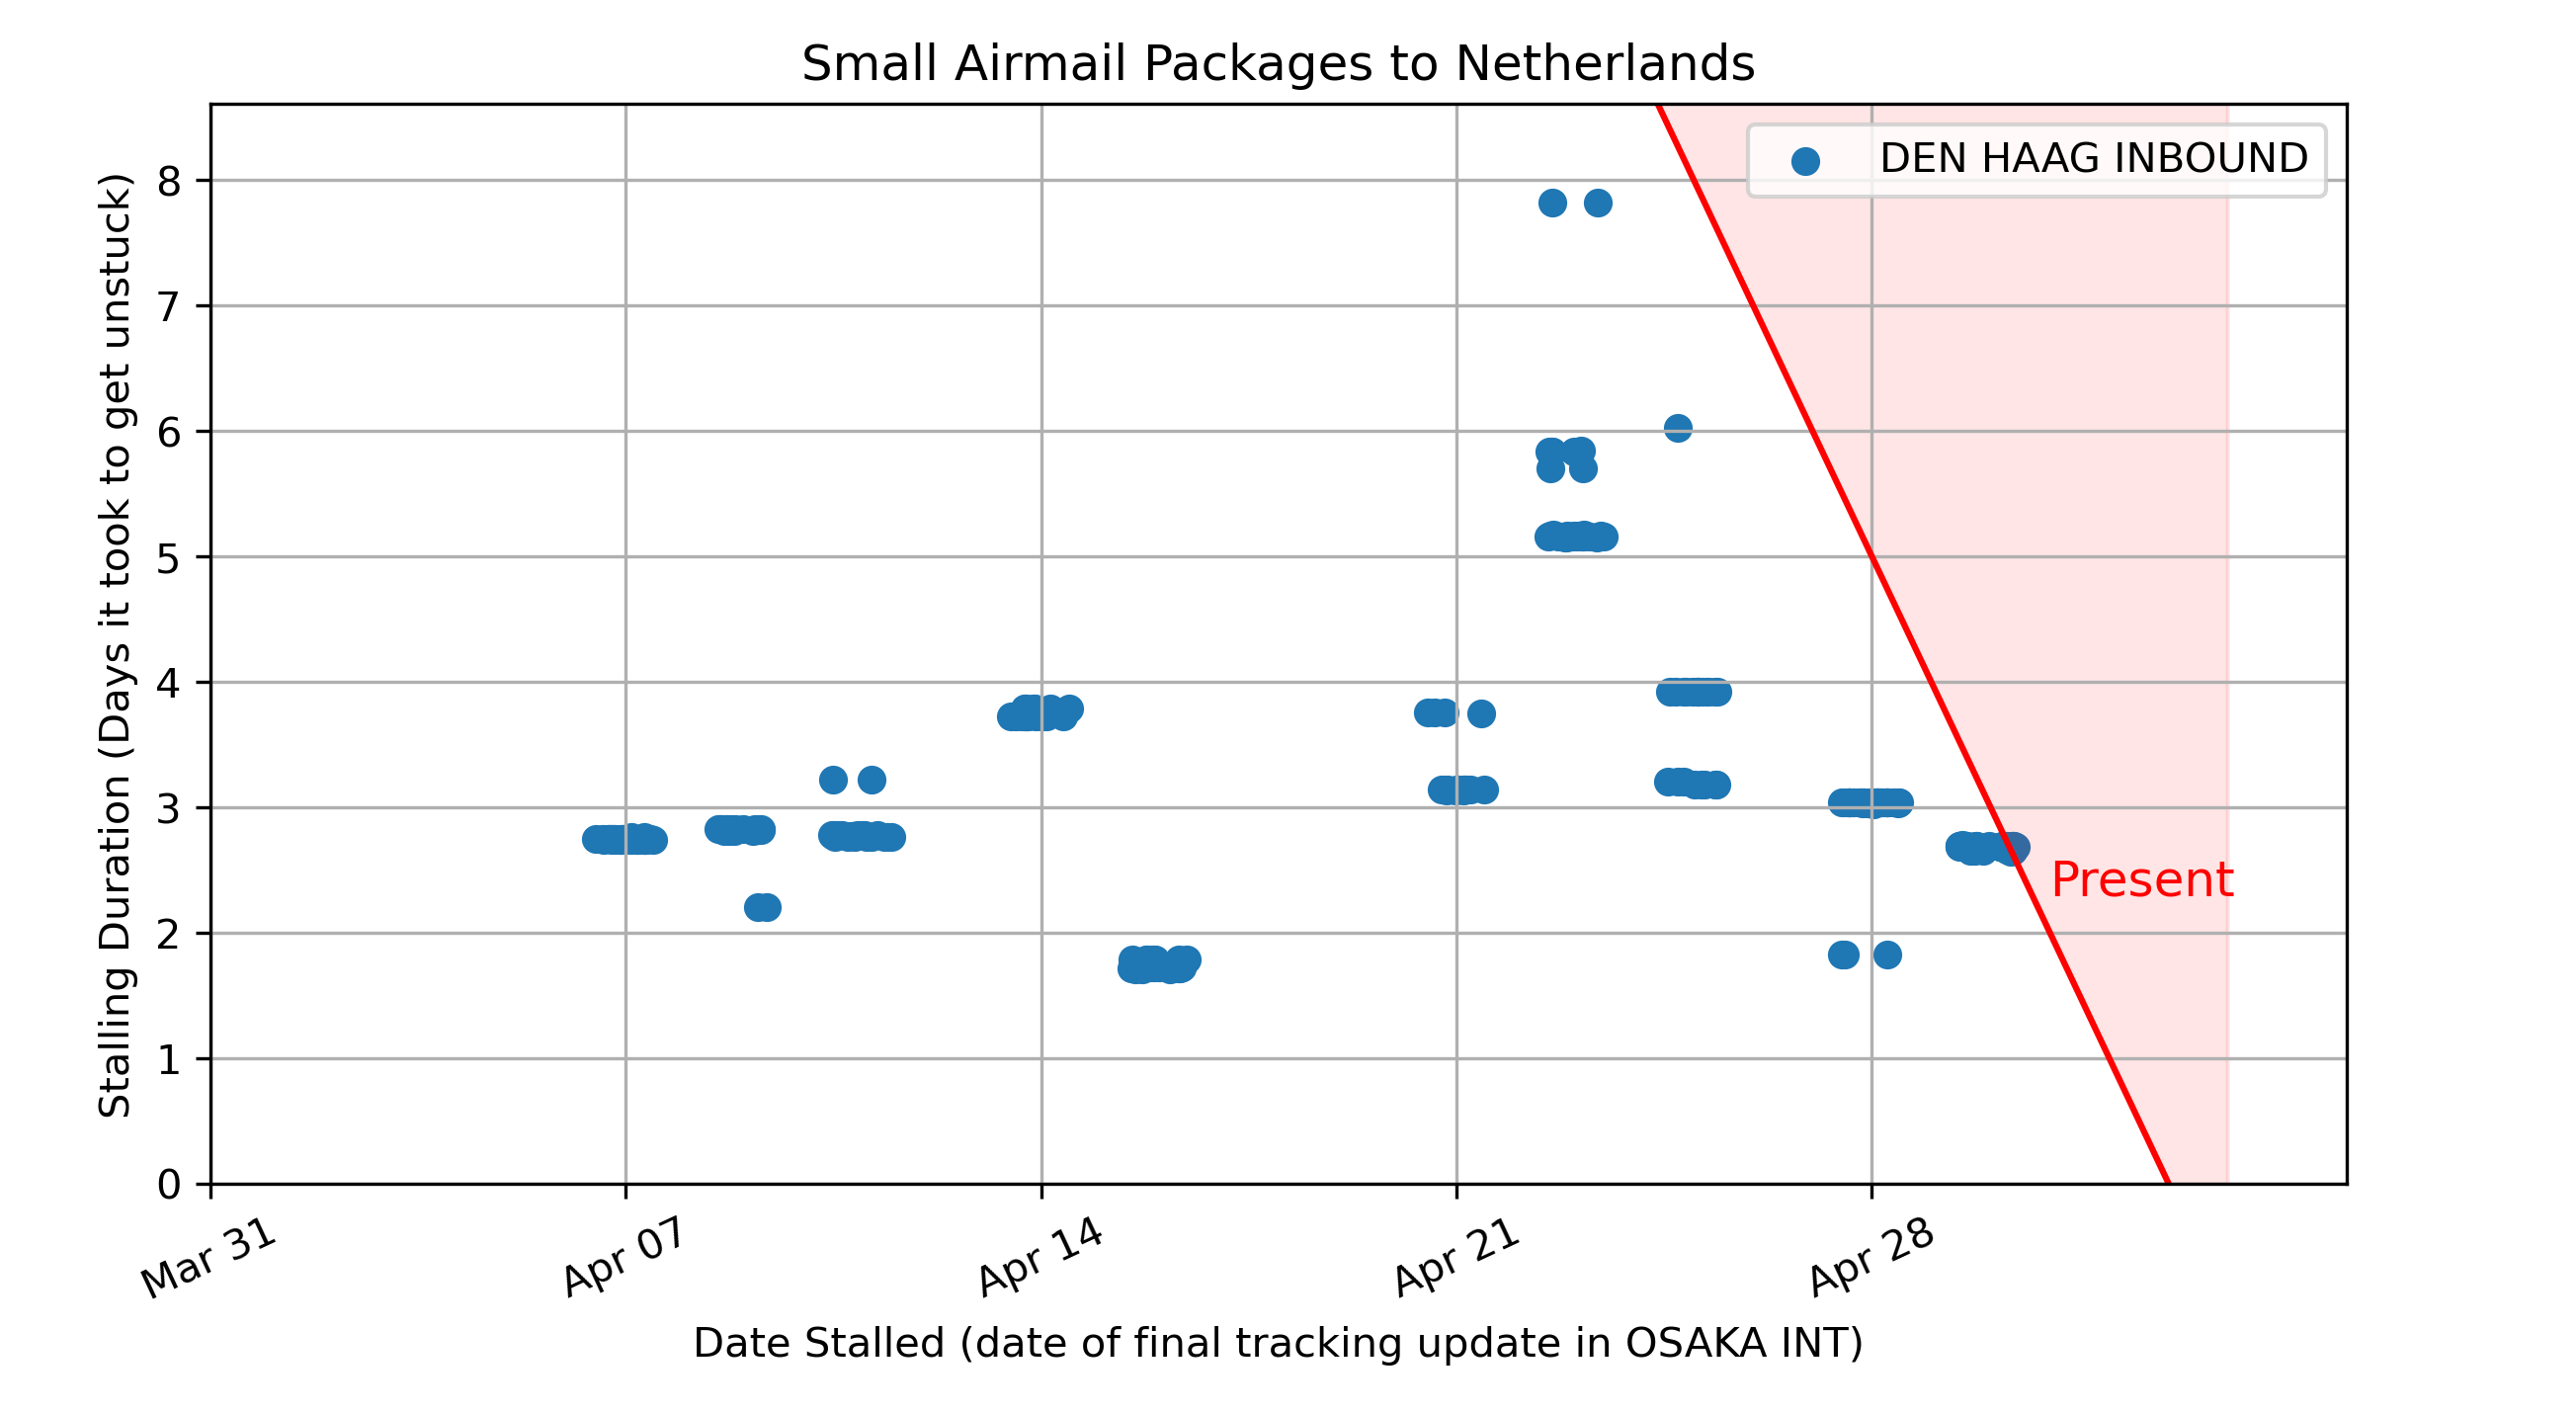 Small Airmail Packages to Netherlands
DEN HAAG INBOUND
Stalling Duration (Days it took to get unstuck)
8
7
6
5
4
3
2
1
0
Present
Mar 31
Apr 07
Apr 14
Apr 21
Apr 28
Date Stalled (date of final tracking update in OSAKA INT)